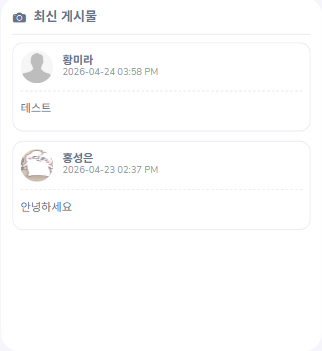 최신 게시물
황미라
2026-04-24 03:58 PM
테스트
홍성은
2026-04-23 02:37 PM
안녕하세요